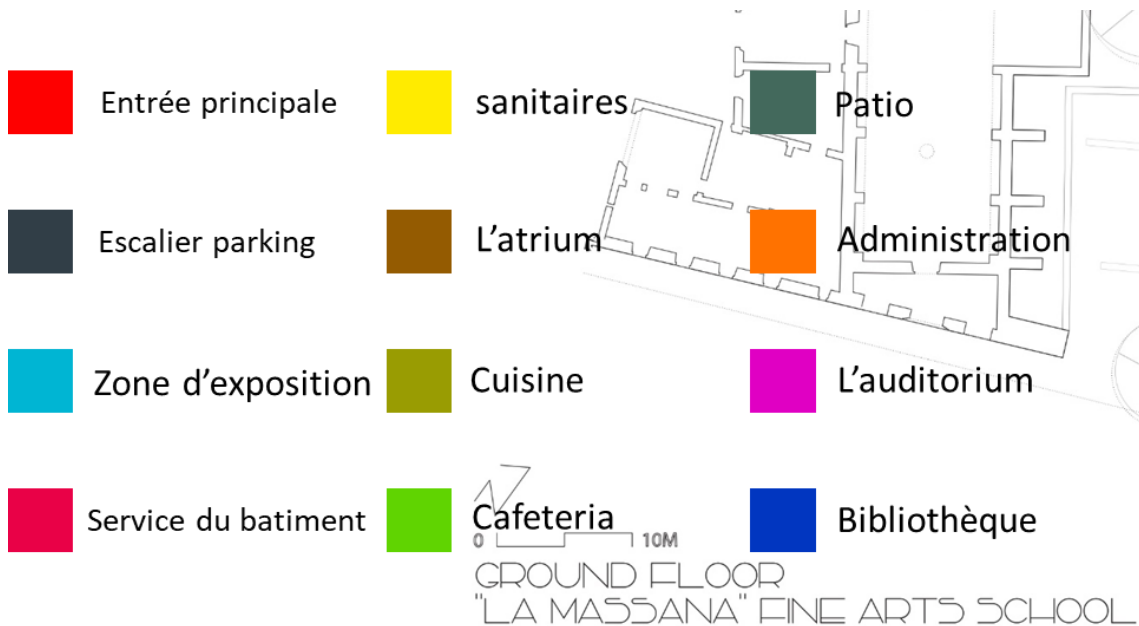 Entrée principale
sanitaires
Patio
Escalier parking
L’atrium
Administration
Zone d’exposition
Cuisine
L’auditorium
Service du batiment
Cafeteria
Bibliothèque
0 10M
GROUND FLOOR
"LA MASSANA" FINE ARTS SCHOOL